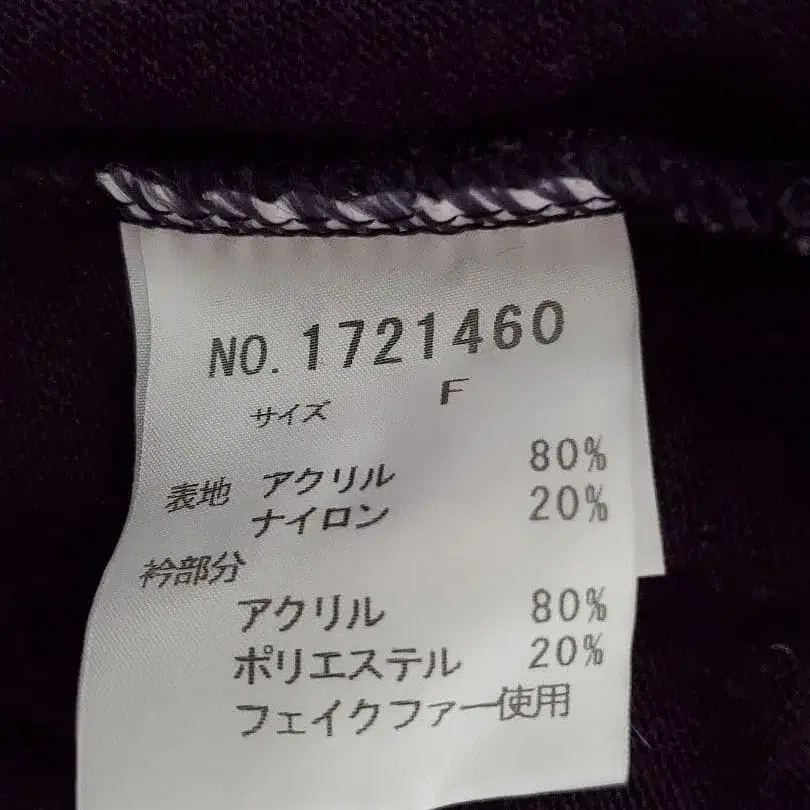 NO. 1721460
サイズ F
表地 アクリル 80%
ナイロン 20%
衿部分
アクリル 80%
ポリエステル 20%
フェイクファー使用